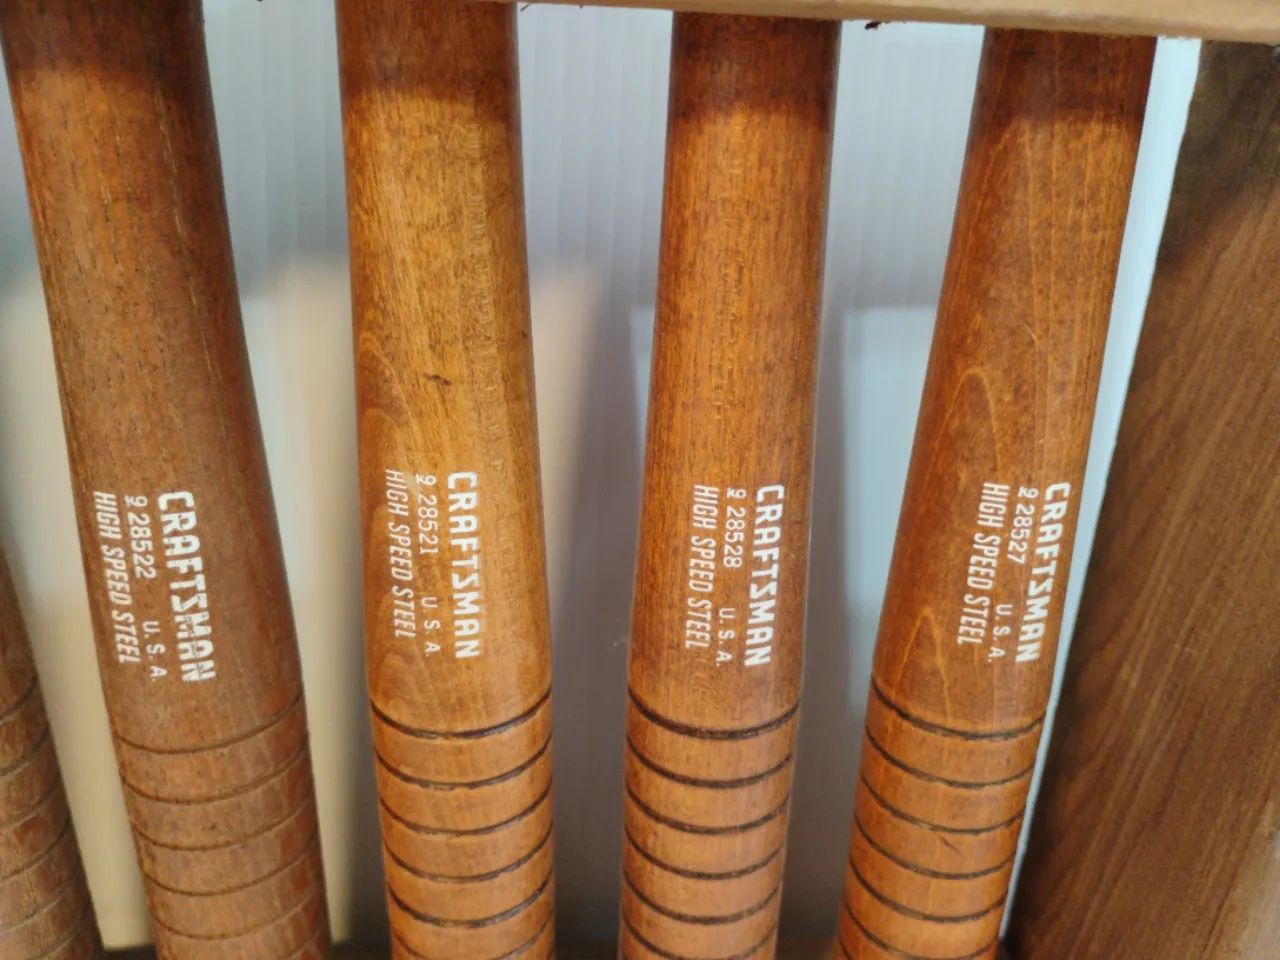 CRAFTSMAN
9 28522 U.S.A.
HIGH SPEED STEEL
CRAFTSMAN
9 28521 U.S.A.
HIGH SPEED STEEL
CRAFTSMAN
9 28528 U.S.A.
HIGH SPEED STEEL
CRAFTSMAN
9 28527 U.S.A.
HIGH SPEED STEEL